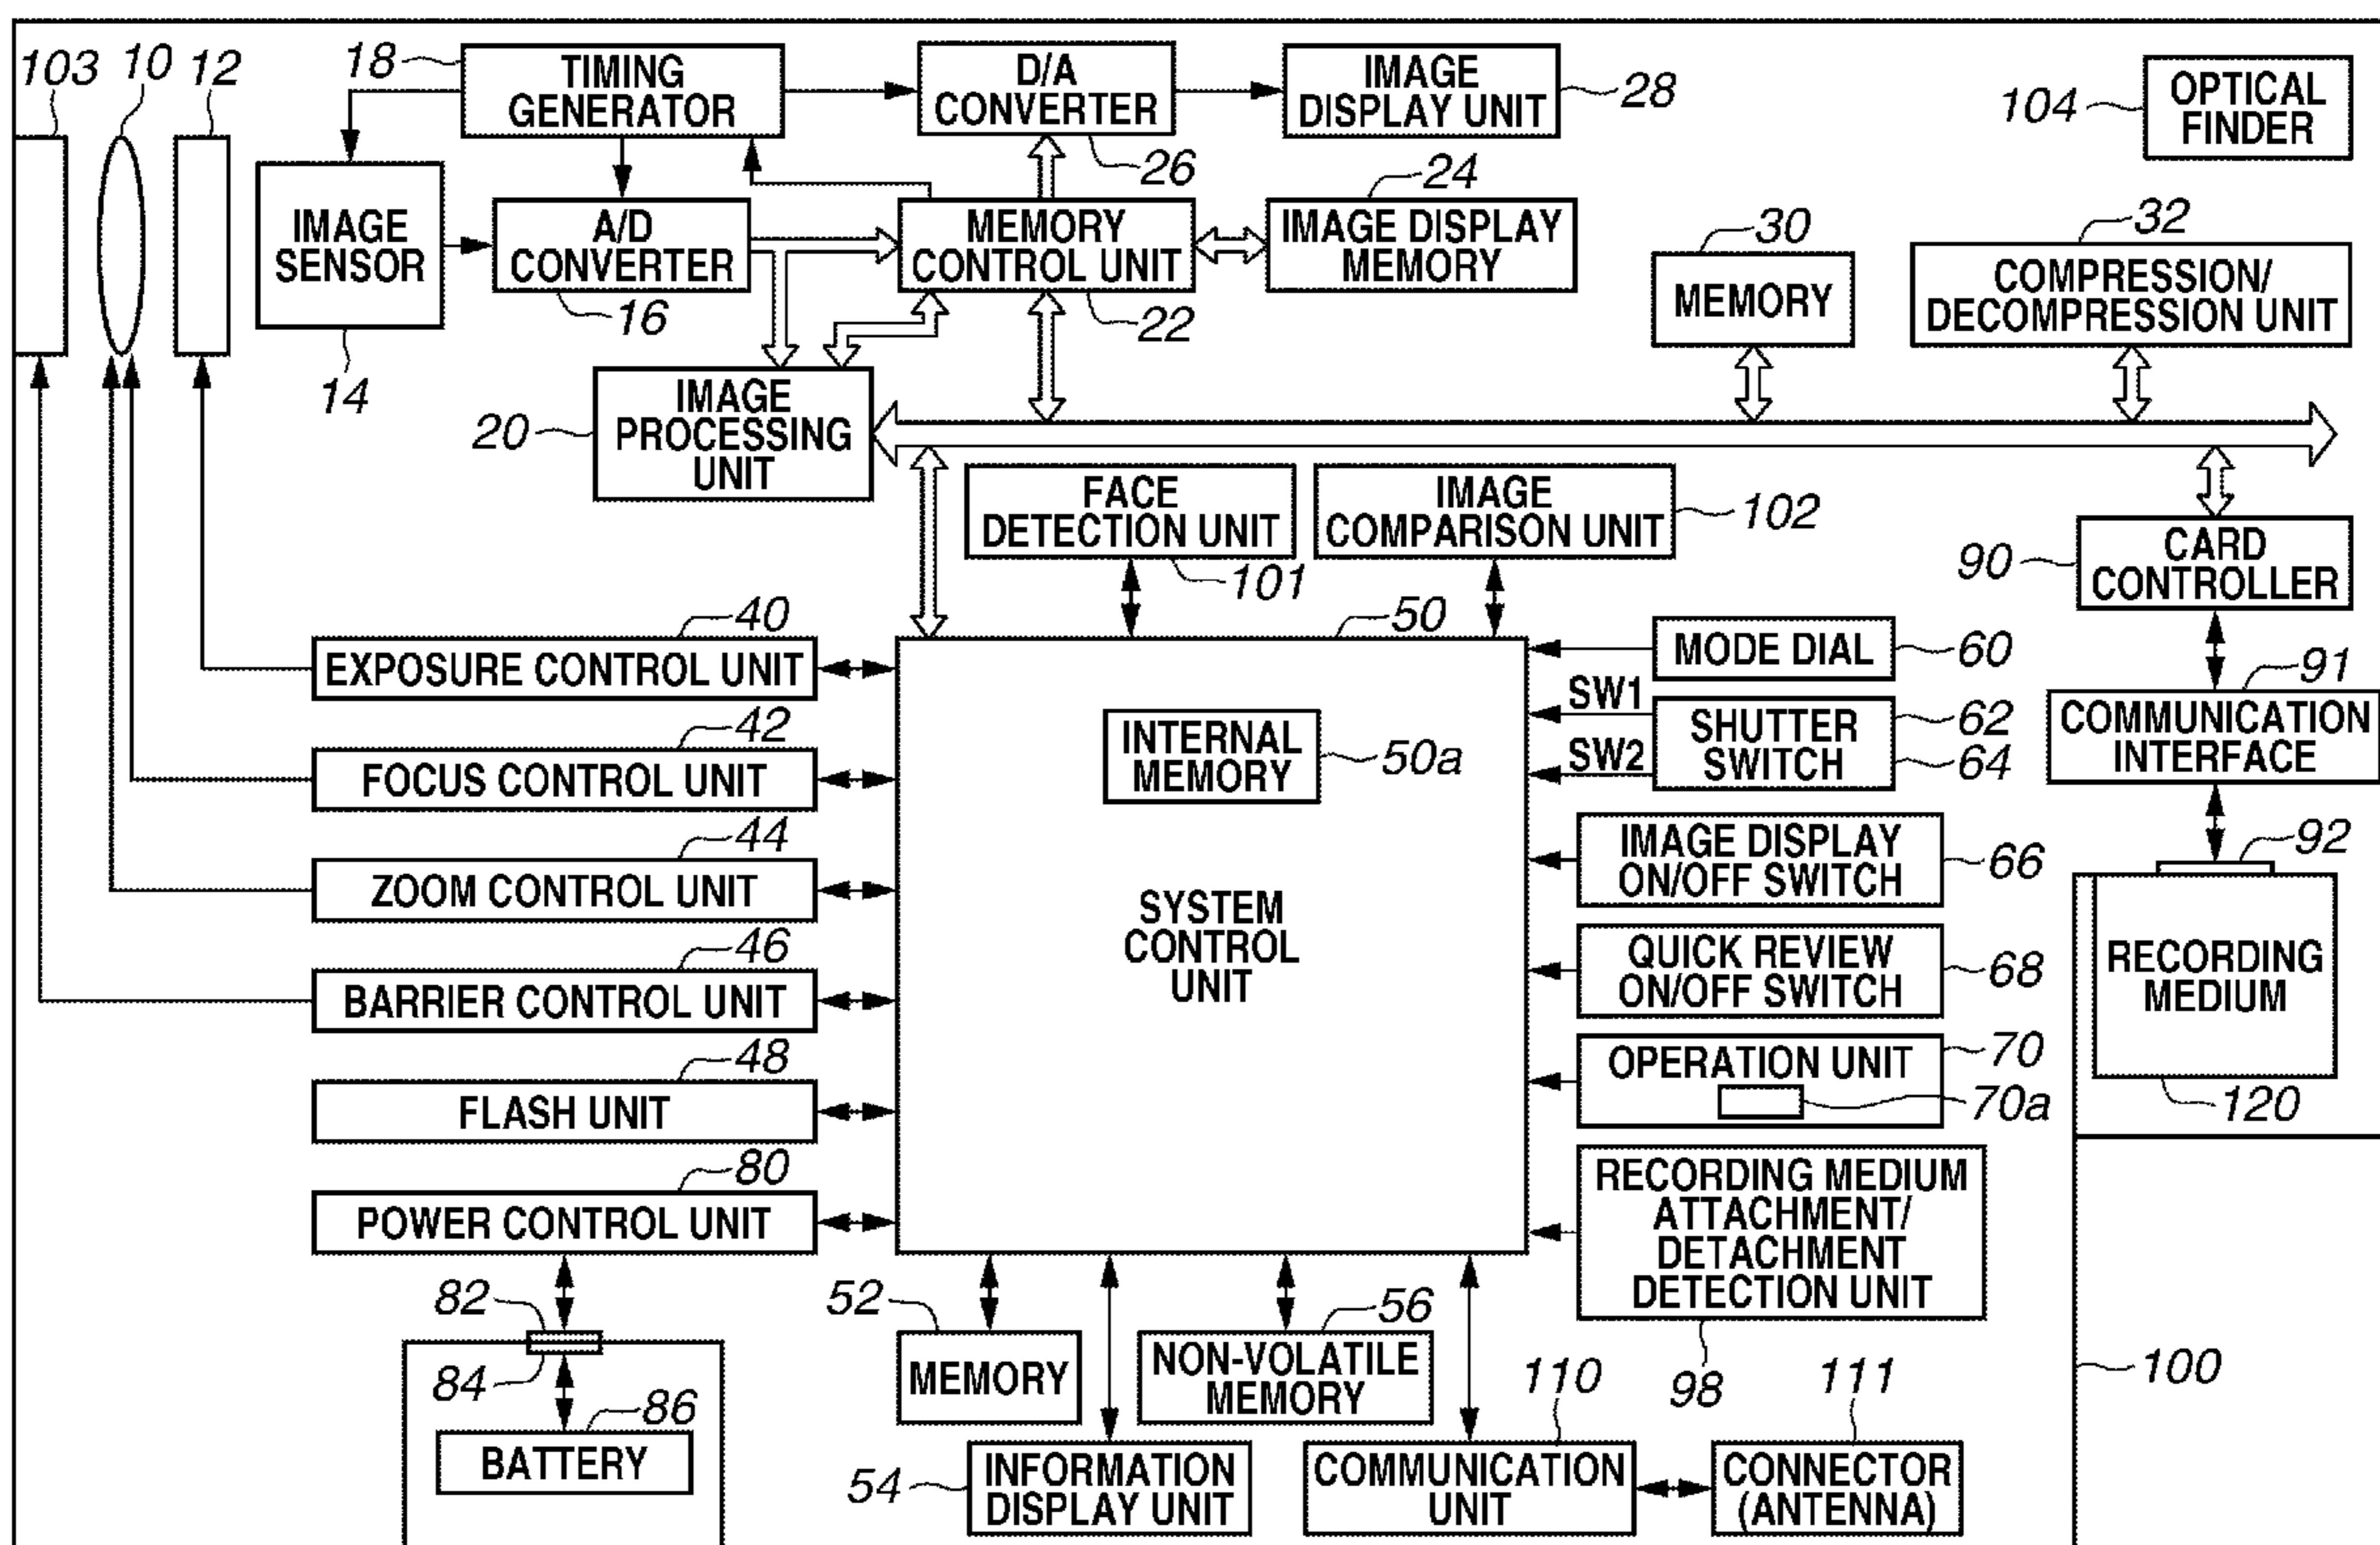 103
10
12
18
TIMING
GENERATOR
D/A
CONVERTER
26
IMAGE
DISPLAY UNIT
28
104
OPTICAL
FINDER
IMAGE
SENSOR
14
A/D
CONVERTER
16
MEMORY
CONTROL UNIT
22
24
IMAGE DISPLAY
MEMORY
30
MEMORY
32
COMPRESSION/
DECOMPRESSION UNIT
20
IMAGE
PROCESSING
UNIT
FACE
DETECTION UNIT
101
IMAGE
COMPARISON UNIT
102
90
CARD
CONTROLLER
40
EXPOSURE CONTROL UNIT
42
FOCUS CONTROL UNIT
44
ZOOM CONTROL UNIT
46
BARRIER CONTROL UNIT
48
FLASH UNIT
80
POWER CONTROL UNIT
82
84
86
BATTERY
50
INTERNAL
MEMORY
50a
SYSTEM
CONTROL
UNIT
MODE DIAL
60
SW1
SW2
SHUTTER
SWITCH
62
64
IMAGE DISPLAY
ON/OFF SWITCH
66
QUICK REVIEW
ON/OFF SWITCH
68
OPERATION UNIT
70
70a
RECORDING MEDIUM
ATTACHMENT/
DETACHMENT
DETECTION UNIT
98
91
COMMUNICATION
INTERFACE
92
RECORDING
MEDIUM
120
100
52
MEMORY
54
INFORMATION
DISPLAY UNIT
56
NON-VOLATILE
MEMORY
110
COMMUNICATION
UNIT
111
CONNECTOR
(ANTENNA)